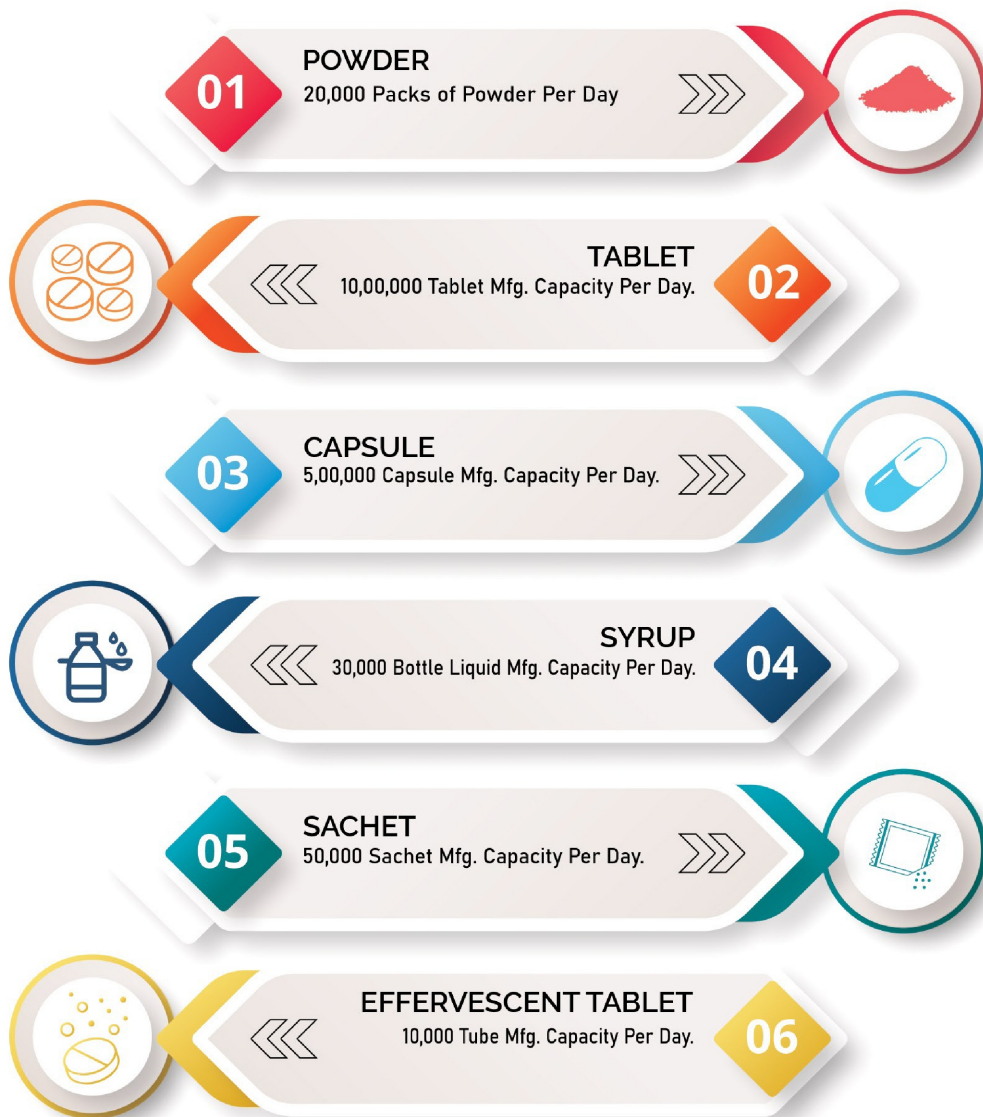 01
POWDER
20,000 Packs of Powder Per Day
TABLET
10,00,000 Tablet Mfg. Capacity Per Day.
02
03
CAPSULE
5,00,000 Capsule Mfg. Capacity Per Day.
SYRUP
30,000 Bottle Liquid Mfg. Capacity Per Day.
04
05
SACHET
50,000 Sachet Mfg. Capacity Per Day.
EFFERVESCENT TABLET
10,000 Tube Mfg. Capacity Per Day.
06